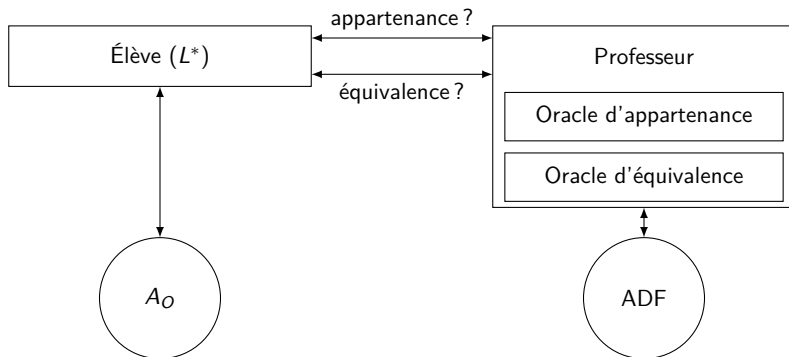 appartenance ?
Élève (L*)
Professeur
équivalence ?
Oracle d'appartenance
Oracle d'équivalence
A_O
ADF